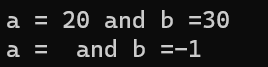 a = 20 and b =30
a =  and b =-1